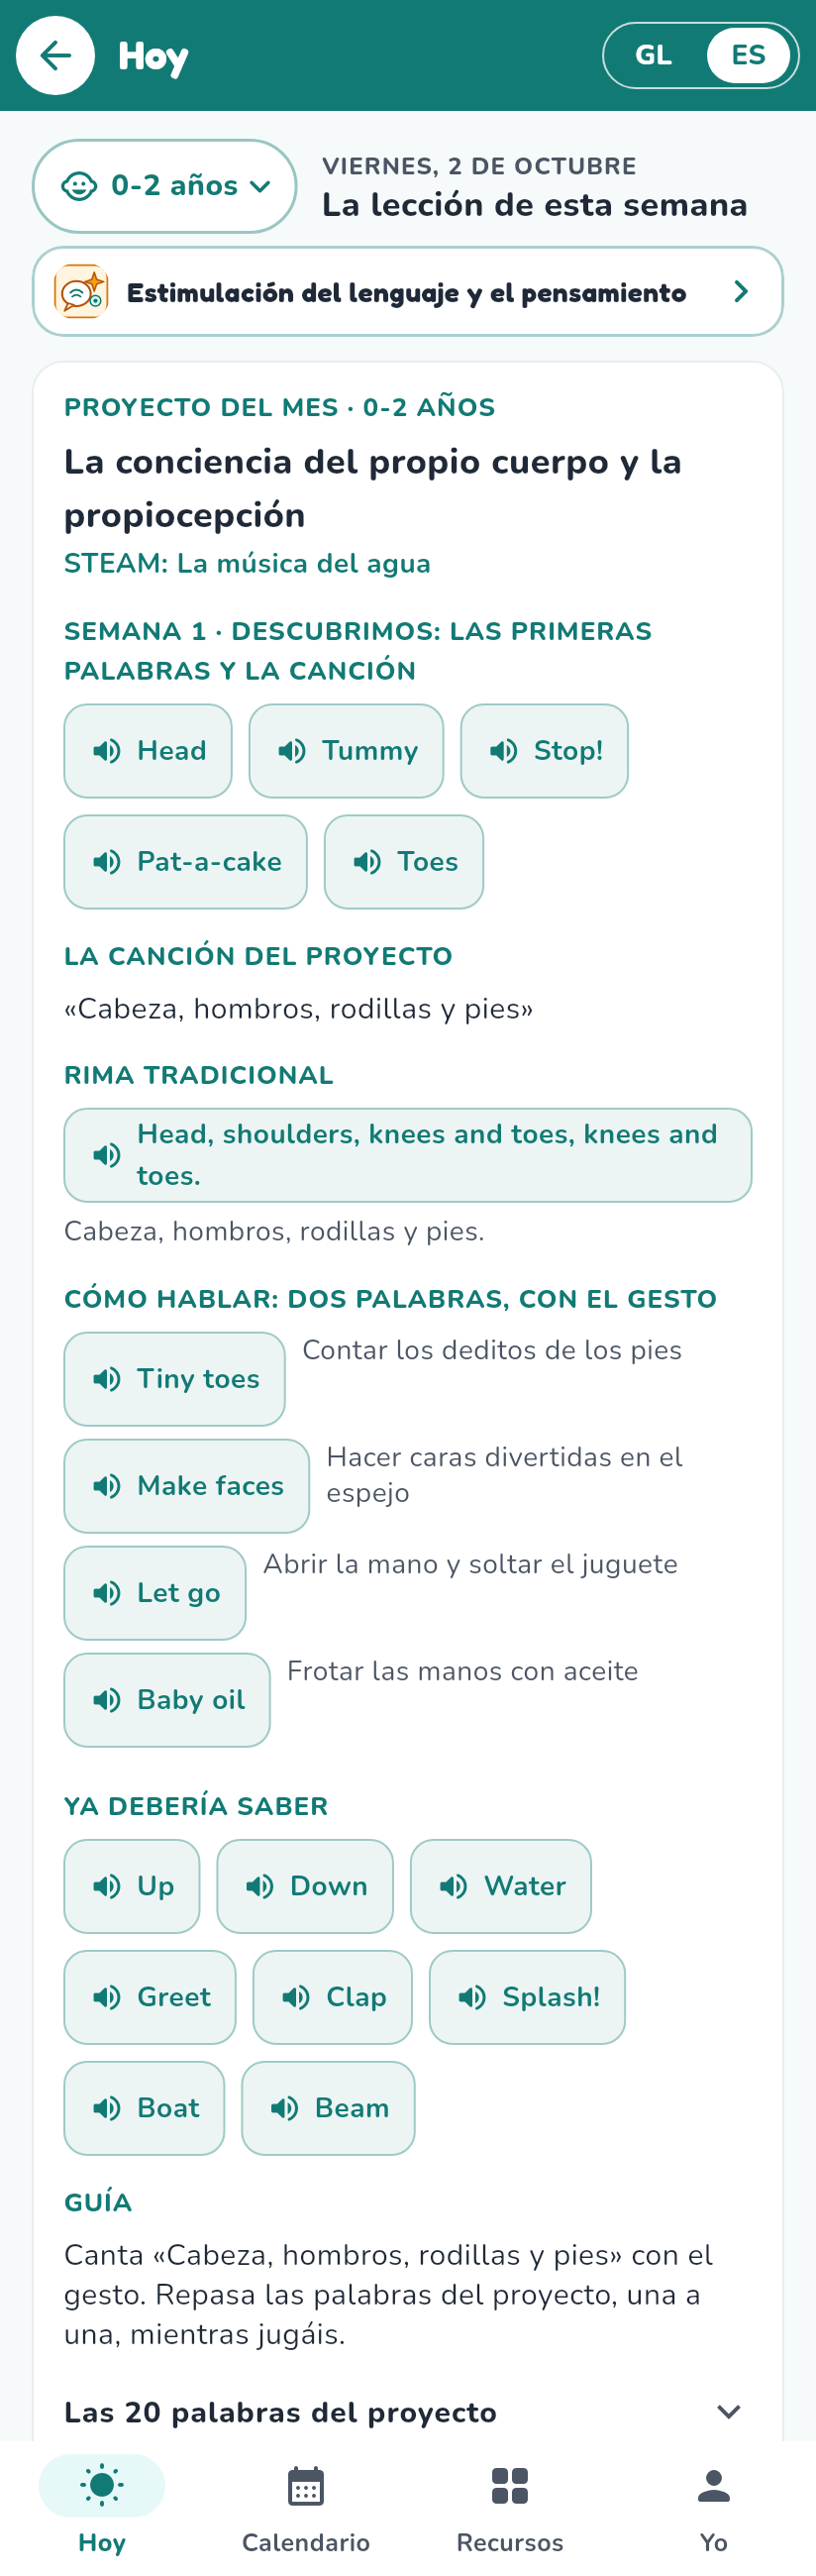 Hoy
GL
ES
0-2 años
VIERNES, 2 DE OCTUBRE
La lección de esta semana
Estimulación del lenguaje y el pensamiento
PROYECTO DEL MES · 0-2 AÑOS
La conciencia del propio cuerpo y la
propiocepción
STEAM: La música del agua
SEMANA 1 · DESCUBRIMOS: LAS PRIMERAS
PALABRAS Y LA CANCIÓN
Head
Tummy
Stop!
Pat-a-cake
Toes
LA CANCIÓN DEL PROYECTO
«Cabeza, hombros, rodillas y pies»
RIMA TRADICIONAL
Head, shoulders, knees and toes, knees and
toes.
Cabeza, hombros, rodillas y pies.
CÓMO HABLAR: DOS PALABRAS, CON EL GESTO
Tiny toes
Contar los deditos de los pies
Make faces
Hacer caras divertidas en el
espejo
Let go
Abrir la mano y soltar el juguete
Baby oil
Frotar las manos con aceite
YA DEBERÍA SABER
Up
Down
Water
Greet
Clap
Splash!
Boat
Beam
GUÍA
Canta «Cabeza, hombros, rodillas y pies» con el
gesto. Repasa las palabras del proyecto, una a
una, mientras jugáis.
Las 20 palabras del proyecto
Hoy
Calendario
Recursos
Yo